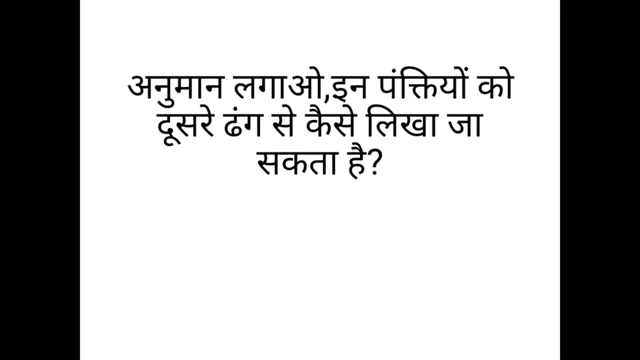 अनुमान लगाओ,इन पंक्तियों को
दूसरे ढंग से कैसे लिखा जा
सकता है?